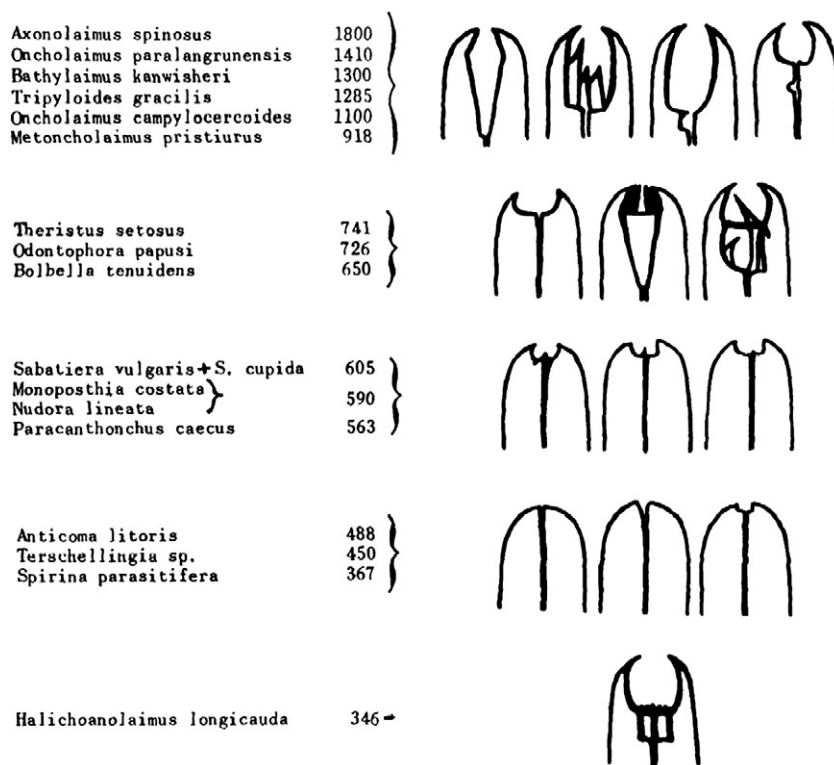 Axonolaimus spinosus 1800
Oncholaimus paralangrunensis 1410
Bathylaimus kanwisheri 1300
Tripyloides gracilis 1285
Oncholaimus campylocercoides 1100
Metoncholaimus pristiurus 918
Theristus setosus 741
Odontophora papusi 726
Bolbella tenuidens 650
Sabatiera vulgaris+S. cupida 605
Monoposthia costata
Nudora lineata } 590
Paracanthonchus caecus 563
Anticoma litoris 488
Terschellingia sp. 450
Spirina parasitifera 367
Halichoanolaimus longicauda 346